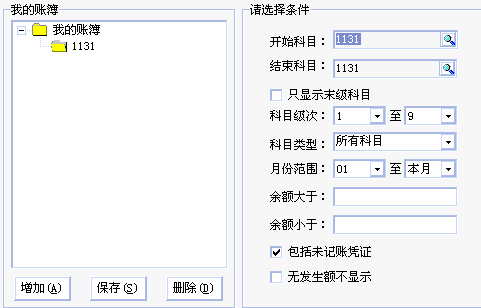 我的账簿
我的账簿
1131
增加(A)
保存(S)
删除(D)
请选择条件
开始科目：1131
结束科目：1131
只显示末级科目
科目级次：1 至 9
科目类型：所有科目
月份范围：01 至 本月
余额大于：
余额小于：
包括未记账凭证
无发生额不显示